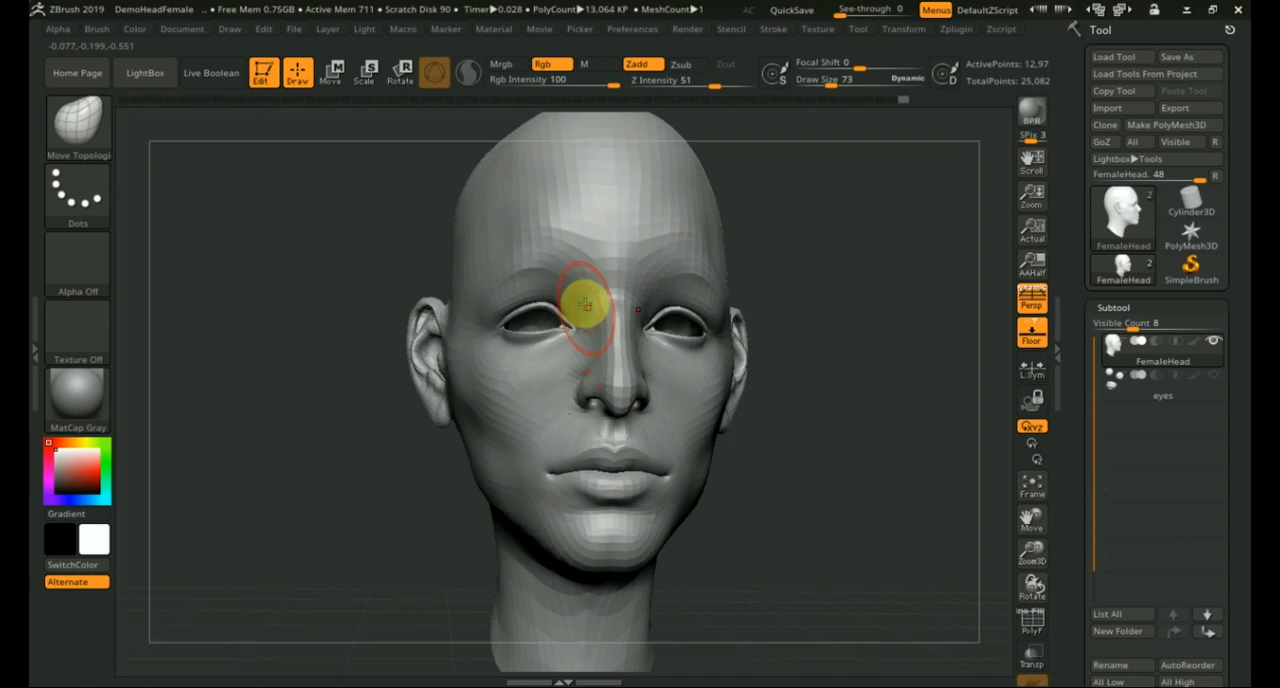 ZBrush 2019 DemoHeadFemale .. • Free Mem 0.75GB • Active Mem 711 • Scratch Disk 90 • Timer▶0.028 • PolyCount▶13.064 KP • MeshCount▶1 AC QuickSave See-through 0 Menus DefaultZScript
Alpha Brush Color Document Draw Edit File Layer Light Macro Marker Material Movie Picker Preferences Render Stencil Stroke Texture Tool Transform Zplugin Zscript
-0.077,-0.199,-0.551
Home Page LightBox Live Boolean Edit Draw Move Scale Rotate
Mrgb Rgb M Zadd Zsub Zcut
Rgb Intensity 100 Z Intensity 51
Focal Shift 0
Draw Size 73 Dynamic
ActivePoints: 12,97
TotalPoints: 25,082
Move Topologi
Dots
Alpha Off
Texture Off
MatCap Gray
Gradient
SwitchColor
Alternate
BPR
SPix 3
Scroll
Zoom
Actual
AAHalf
Persp
Floor
L.Sym
XYZ
Frame
Move
Zoom3D
Rotate
PolyF
Transp
Tool
Load Tool Save As
Load Tools From Project
Copy Tool Paste Tool
Import Export
Clone Make PolyMesh3D
GoZ All Visible R
Lightbox▶Tools
FemaleHead. 48 R
2
FemaleHead Cylinder3D
PolyMesh3D
2
FemaleHead SimpleBrush
Subtool
Visible Count 8
FemaleHead
eyes
List All
New Folder
Rename AutoReorder
All Low All High